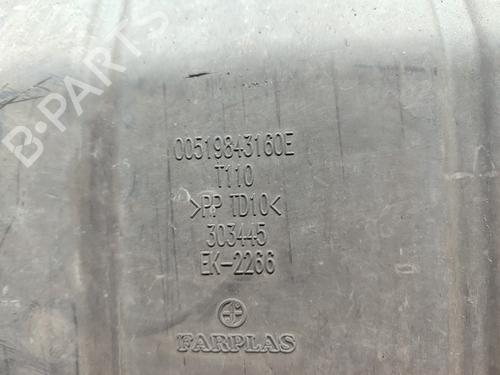 B-PARTS
00519843160E
T110
>PP TD10<
303445
EK-2266
FARPLAS